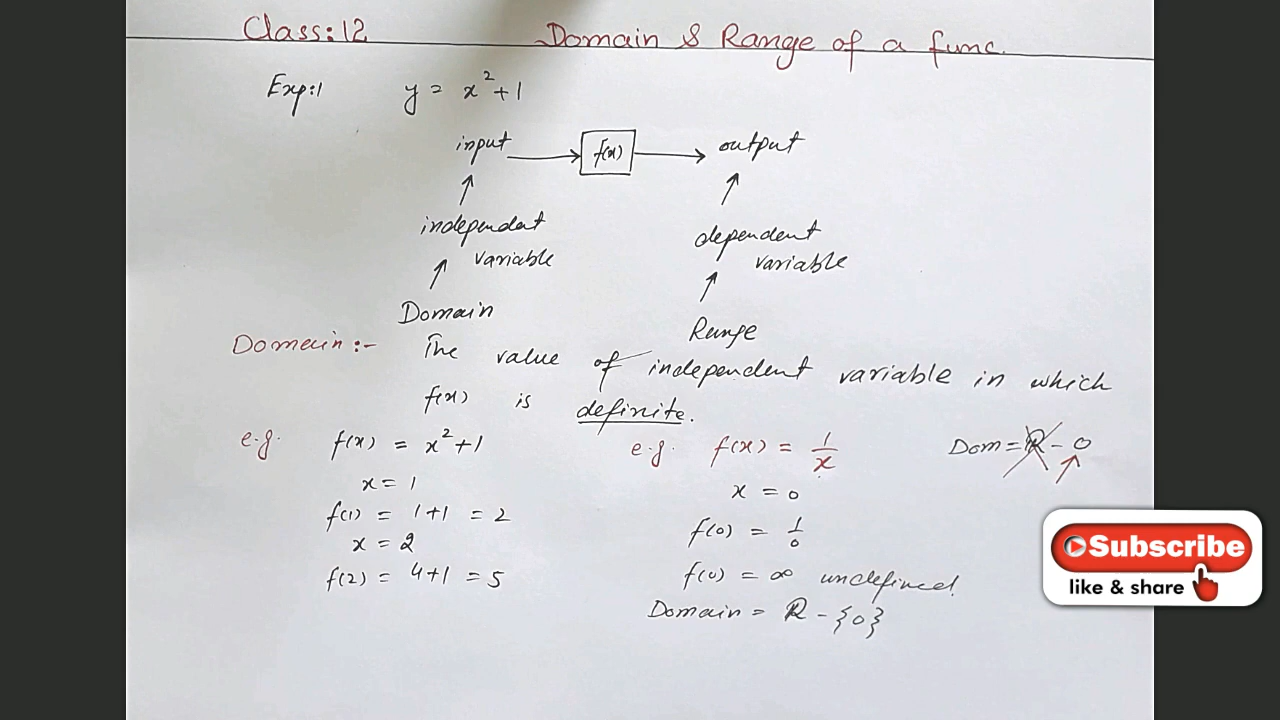 Class: 12 Domain & Range of a func.
Exp:1 y = x²+1
input → f(x) → output
↑ ↑
independat dependent
variable variable
↑ ↑
Domain Range
Domain :- The value of independent variable in which
f(x) is definite.
e.g. f(x) = x²+1 e.g. f(x) = 1/x Dom = R - 0
x = 1 x = 0
f(1) = 1+1 = 2 f(0) = 1/0
x = 2
f(2) = 4+1 = 5 f(0) = ∞ undefined.
Domain = R - {0}
Subscribe
like & share